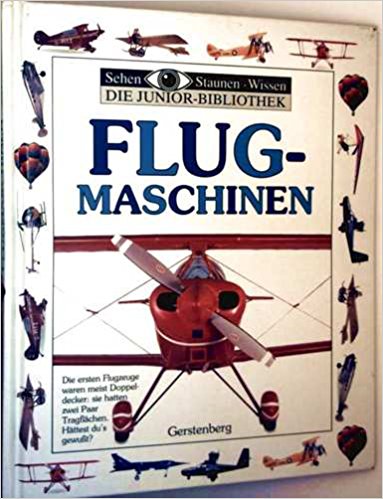 Sehen Staunen · Wissen
DIE JUNIOR-BIBLIOTHEK
FLUG-
MASCHINEN
Die ersten Flugzeuge
waren meist Doppel-
decker: sie hatten
zwei Paar
Tragflächen.
Hättest du's
gewußt?
Gerstenberg